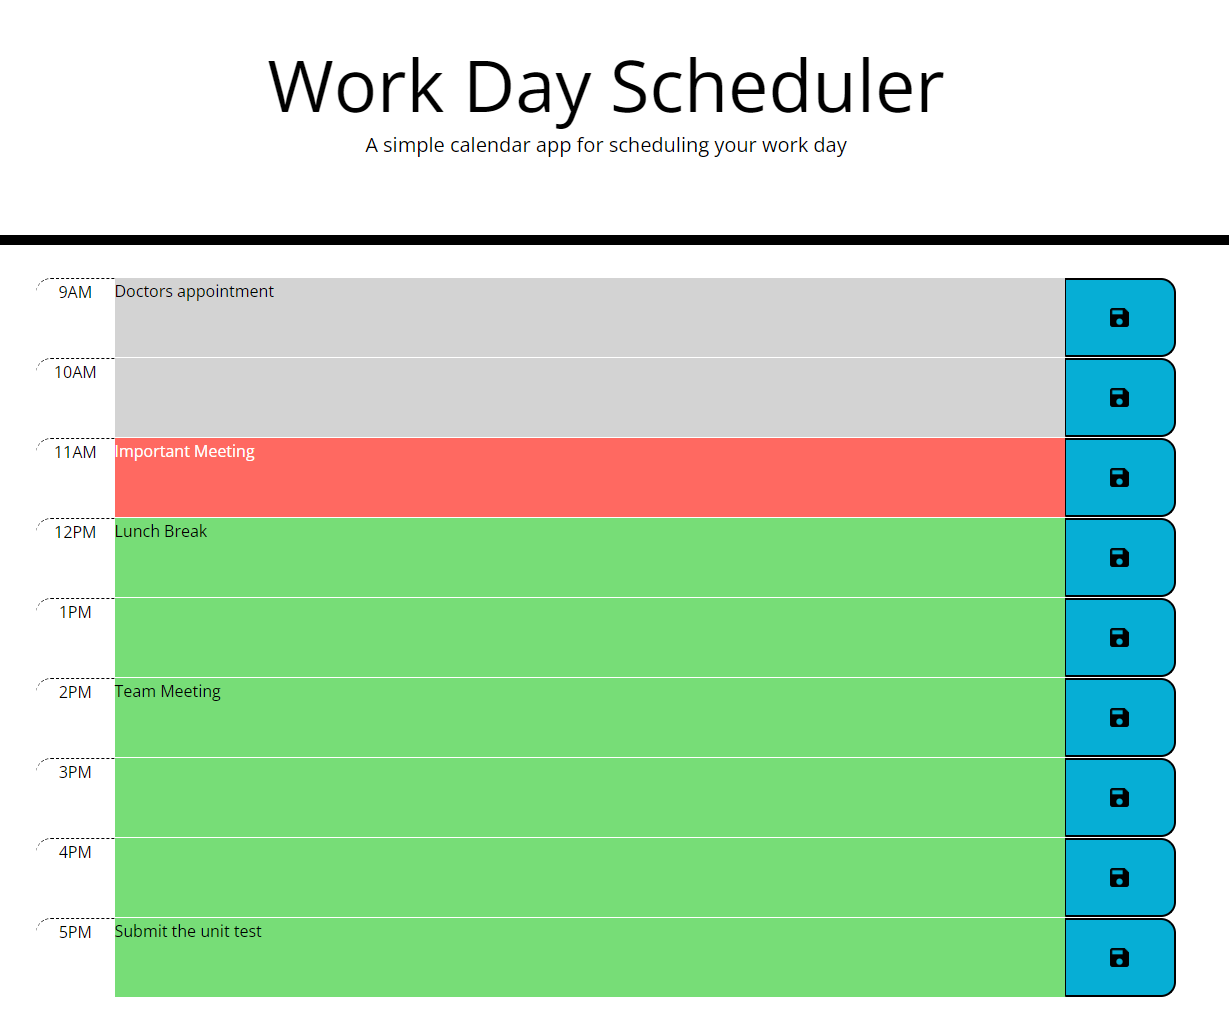 Work Day Scheduler
A simple calendar app for scheduling your work day
9AM Doctors appointment
10AM
11AM Important Meeting
12PM Lunch Break
1PM
2PM Team Meeting
3PM
4PM
5PM Submit the unit test